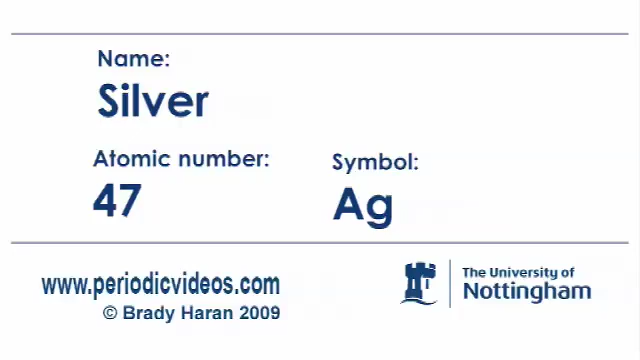 Name:
Silver
Atomic number:
47
Symbol:
Ag
www.periodicvideos.com
© Brady Haran 2009
The University of
Nottingham